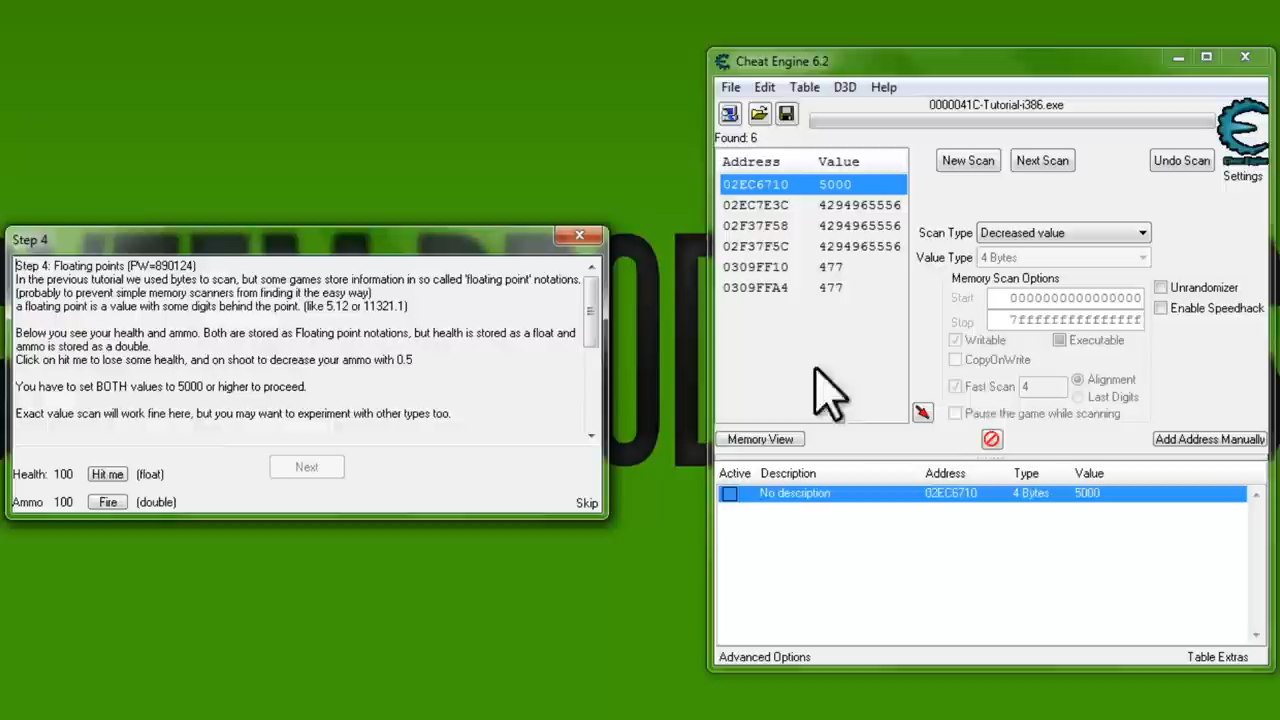 Step 4
Step 4: Floating points (PW=890124)
In the previous tutorial we used bytes to scan, but some games store information in so called 'floating point' notations.
(probably to prevent simple memory scanners from finding it the easy way)
a floating point is a value with some digits behind the point. (like 5.12 or 11321.1)
Below you see your health and ammo. Both are stored as Floating point notations, but health is stored as a float and
ammo is stored as a double.
Click on hit me to lose some health, and on shoot to decrease your ammo with 0.5
You have to set BOTH values to 5000 or higher to proceed.
Exact value scan will work fine here, but you may want to experiment with other types too.
Next
Health: 100 Hit me (float)
Ammo 100 Fire (double)
Skip
Cheat Engine 6.2
File Edit Table D3D Help
0000041C-Tutorial-i386.exe
Found: 6
Address Value
02EC6710 5000
02EC7E3C 4294965556
02F37F58 4294965556
02F37F5C 4294965556
0309FF10 477
0309FFA4 477
New Scan Next Scan Undo Scan
Settings
Scan Type Decreased value
Value Type 4 Bytes
Memory Scan Options
Start 0000000000000000
Stop 7fffffffffffffff
Writable Executable
CopyOnWrite
Fast Scan 4 Alignment
Last Digits
Pause the game while scanning
Unrandomizer
Enable Speedhack
Memory View
Add Address Manually
Active Description Address Type Value
No description 02EC6710 4 Bytes 5000
Advanced Options
Table Extras